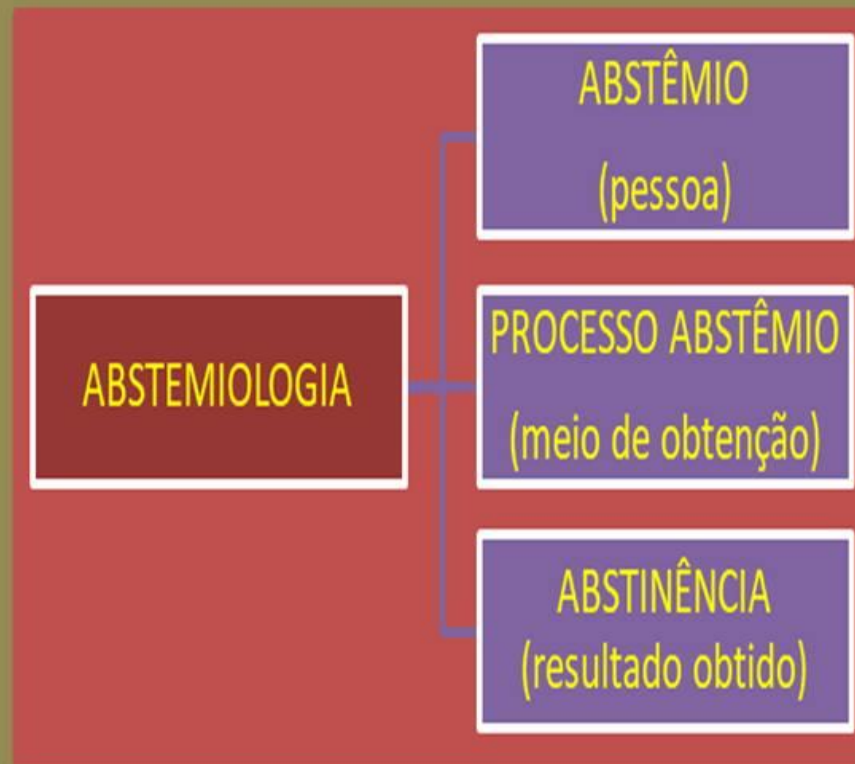 ABSTEMIOLOGIA
ABSTÊMIO
(pessoa)
PROCESSO ABSTÊMIO
(meio de obtenção)
ABSTINÊNCIA
(resultado obtido)